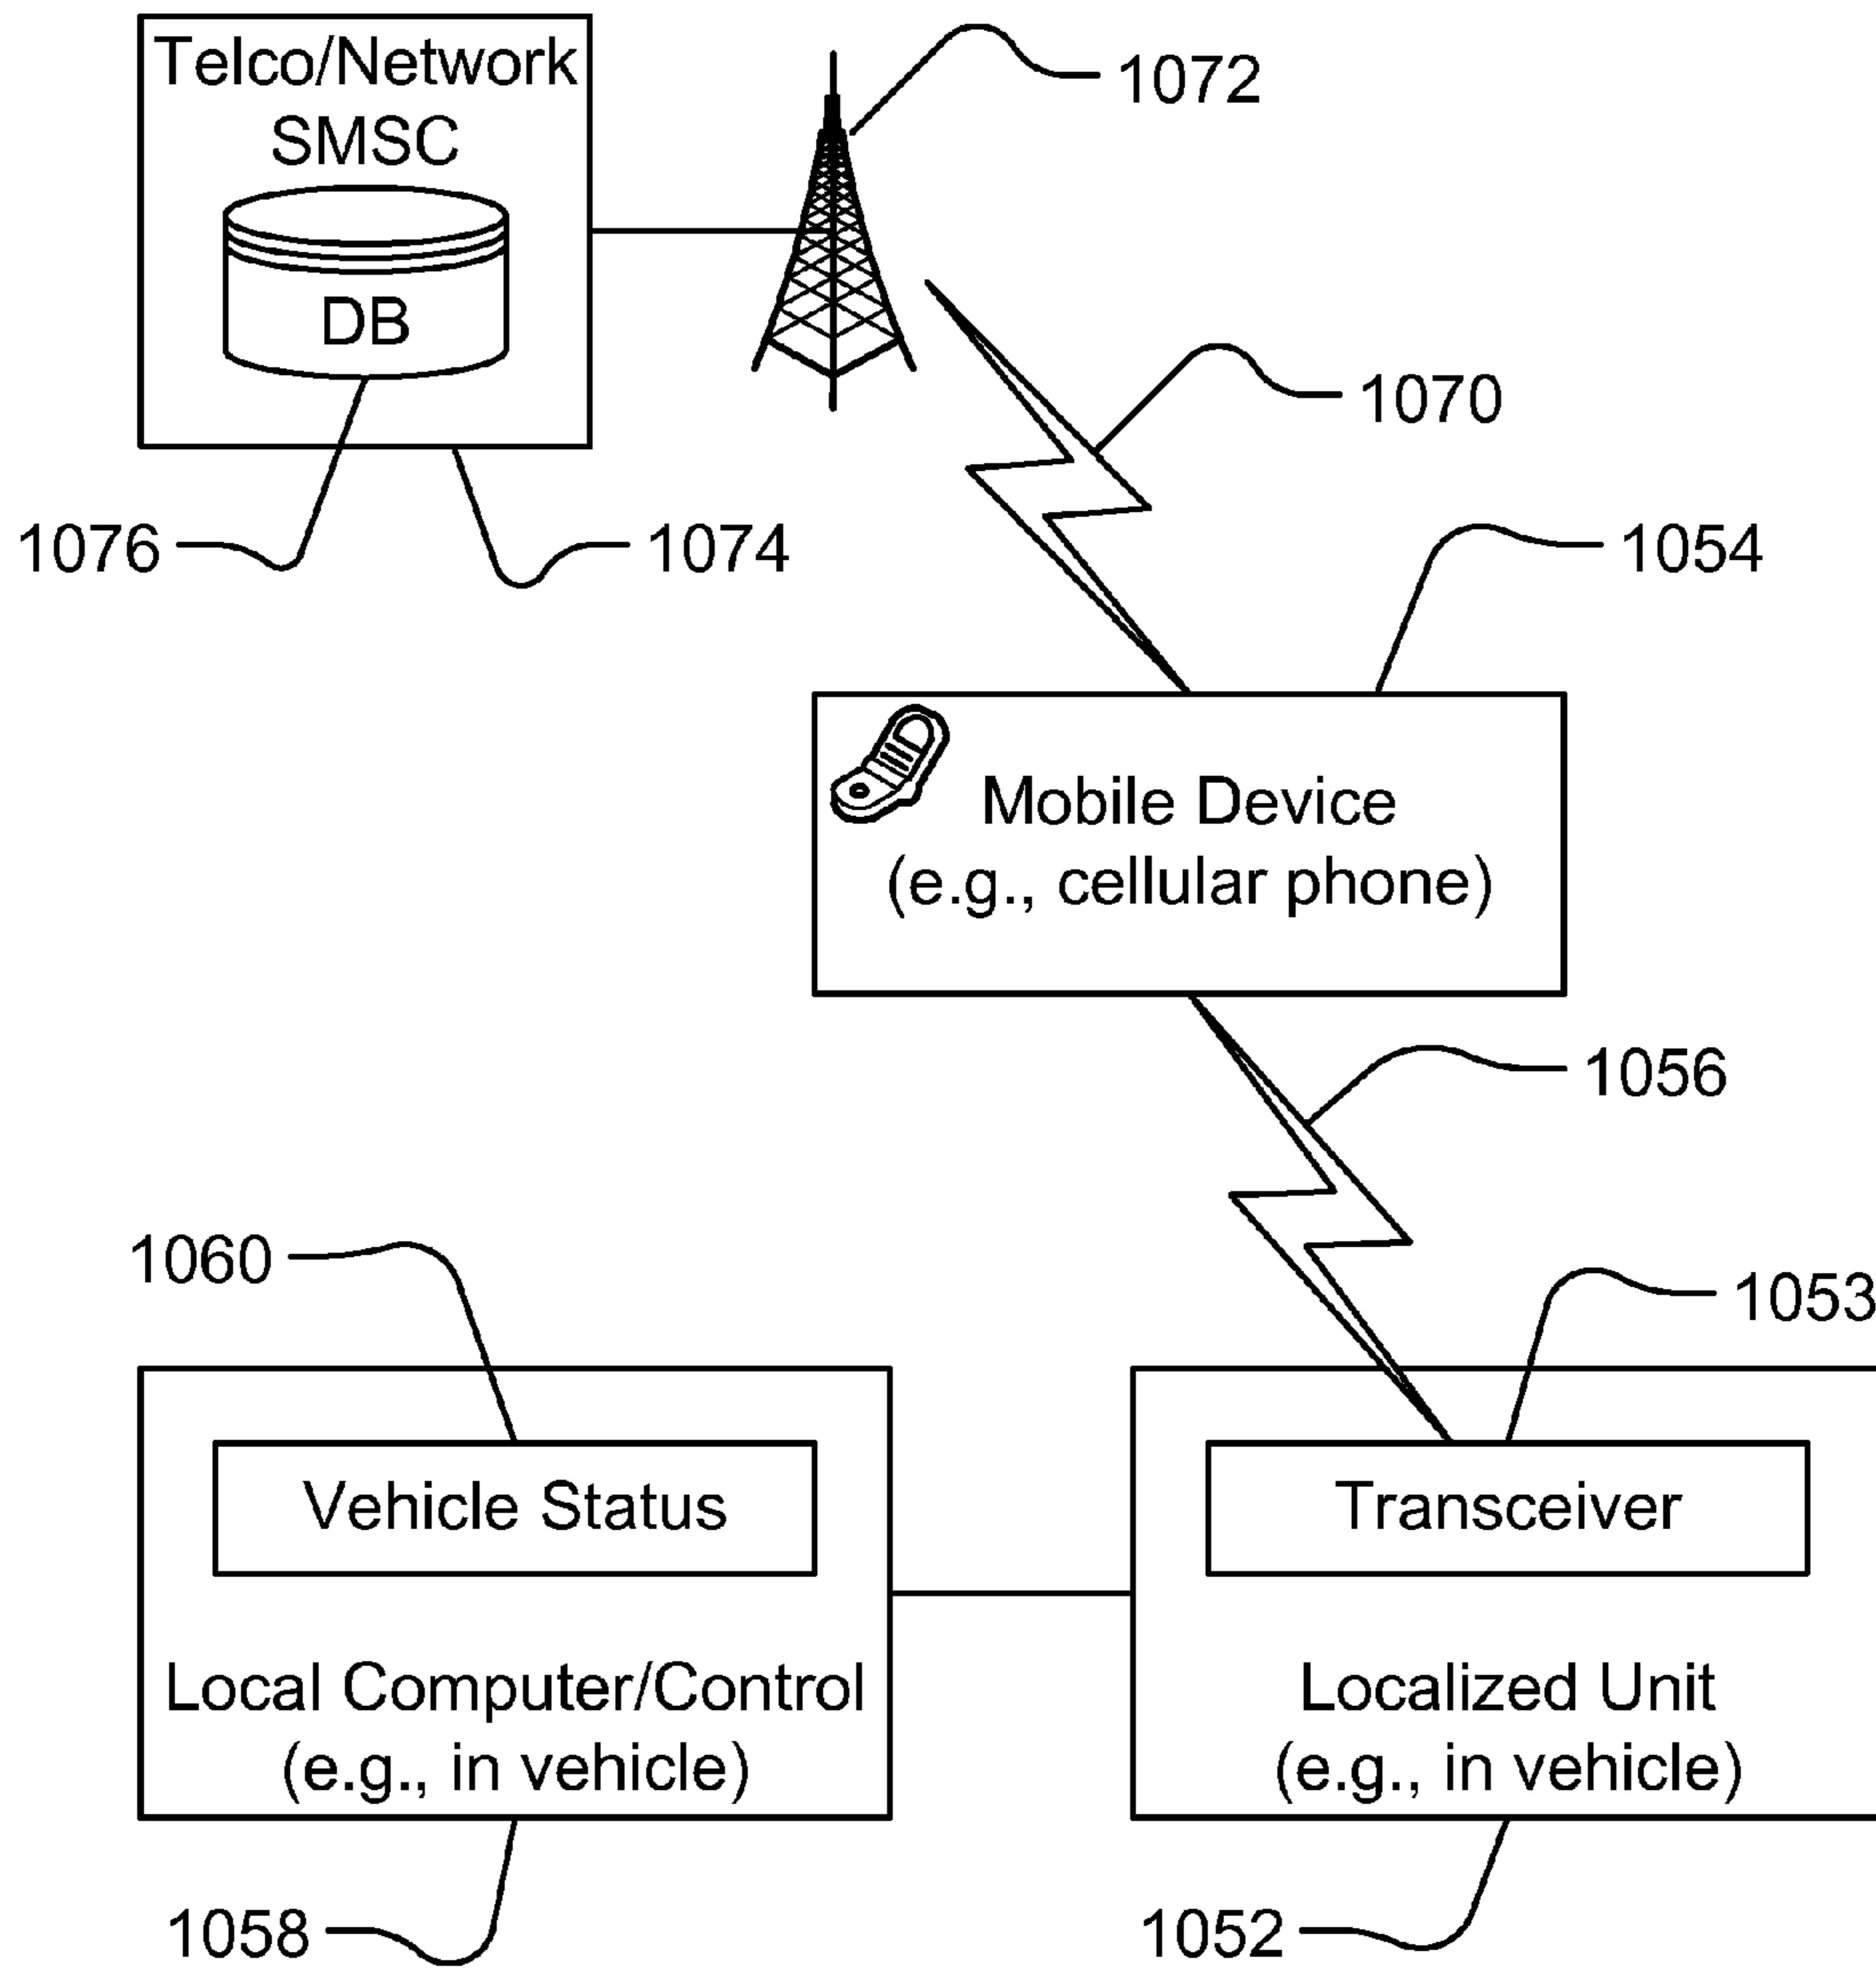 Telco/Network
SMSC
DB
1072
1070
1076
1074
1054
Mobile Device
(e.g., cellular phone)
1056
1060
1053
Vehicle Status
Transceiver
Local Computer/Control
(e.g., in vehicle)
Localized Unit
(e.g., in vehicle)
1058
1052